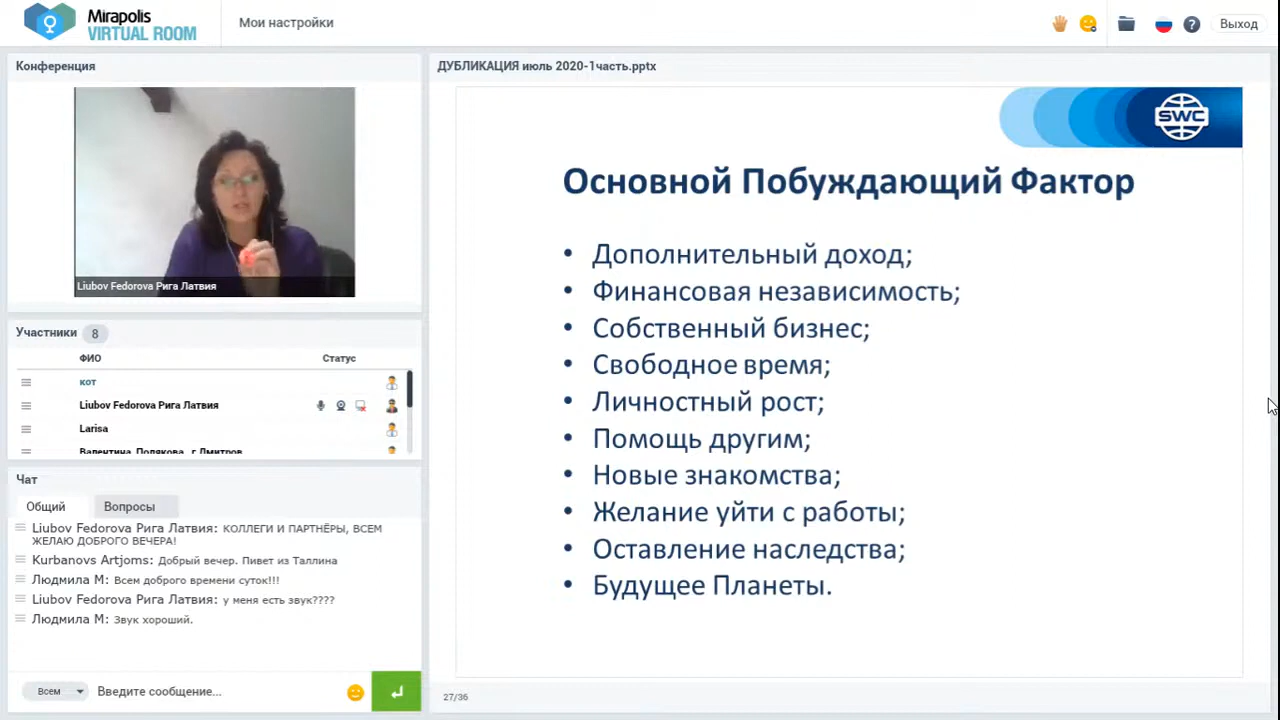 Mirapolis
VIRTUAL ROOM
Мои настройки
Выход
Конференция
Liubov Fedorova Рига Латвия
Участники 8
ФИО Статус
кот
Liubov Fedorova Рига Латвия
Larisa
Валентина Полякова г Дмитров
Чат
Общий Вопросы
Liubov Fedorova Рига Латвия: КОЛЛЕГИ И ПАРТНЁРЫ, ВСЕМ
ЖЕЛАЮ ДОБРОГО ВЕЧЕРА!
Kurbanovs Artjoms: Добрый вечер. Пивет из Таллина
Людмила М: Всем доброго времени суток!!!
Liubov Fedorova Рига Латвия: у меня есть звук????
Людмила М: Звук хороший.
Всем Введите сообщение...
ДУБЛИКАЦИЯ июль 2020-1часть.pptx
SWC
Основной Побуждающий Фактор
• Дополнительный доход;
• Финансовая независимость;
• Собственный бизнес;
• Свободное время;
• Личностный рост;
• Помощь другим;
• Новые знакомства;
• Желание уйти с работы;
• Оставление наследства;
• Будущее Планеты.
27/36